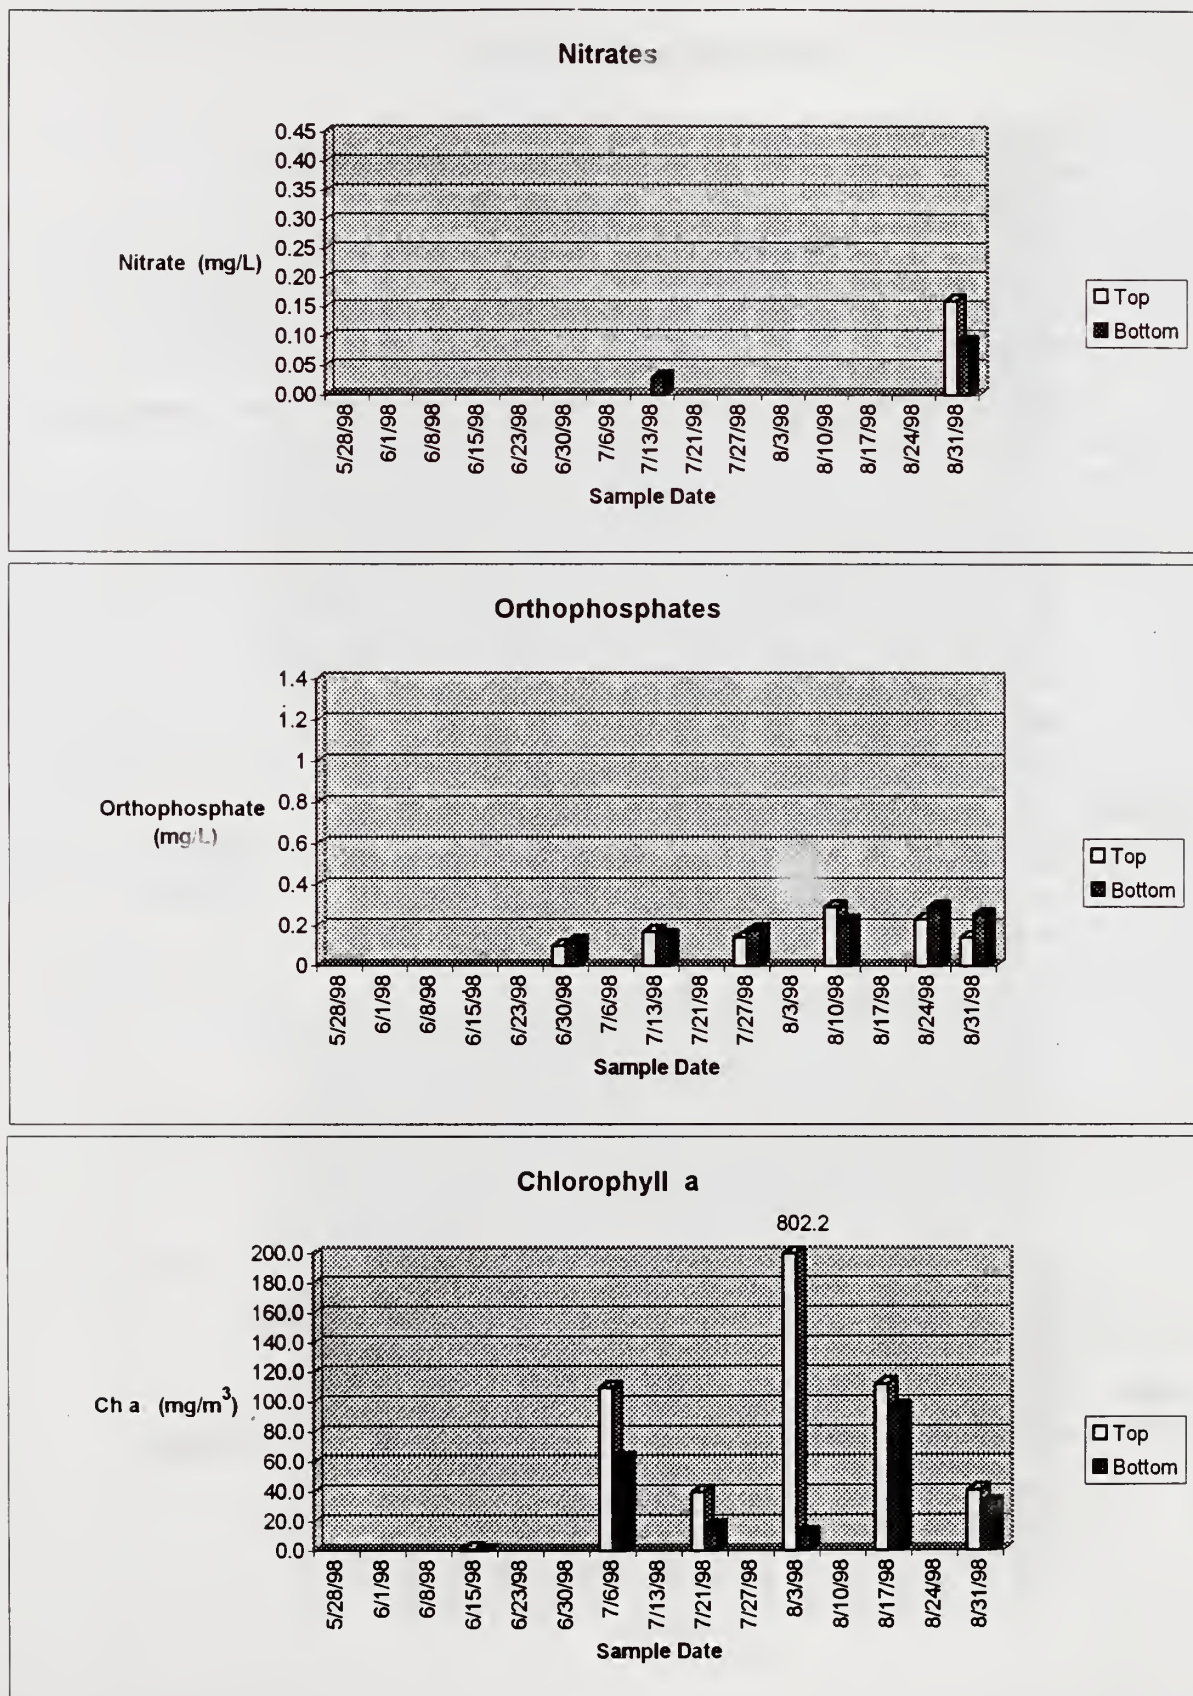 Nitrates
0.45
0.40
0.35
0.30
0.25
Nitrate (mg/L)
0.20
0.15
0.10
0.05
0.00
Top
Bottom
5/28/98 6/1/98 6/8/98 6/15/98 6/23/98 6/30/98 7/6/98 7/13/98 7/21/98 7/27/98 8/3/98 8/10/98 8/17/98 8/24/98 8/31/98
Sample Date
Orthophosphates
1.4
1.2
1
0.8
Orthophosphate
(mg/L)
0.6
0.4
0.2
0
Top
Bottom
5/28/98 6/1/98 6/8/98 6/15/98 6/23/98 6/30/98 7/6/98 7/13/98 7/21/98 7/27/98 8/3/98 8/10/98 8/17/98 8/24/98 8/31/98
Sample Date
Chlorophyll a
802.2
200.0
180.0
160.0
140.0
120.0
100.0
Ch a (mg/m³)
80.0
60.0
40.0
20.0
0.0
Top
Bottom
5/28/98 6/1/98 6/8/98 6/15/98 6/23/98 6/30/98 7/6/98 7/13/98 7/21/98 7/27/98 8/3/98 8/10/98 8/17/98 8/24/98 8/31/98
Sample Date